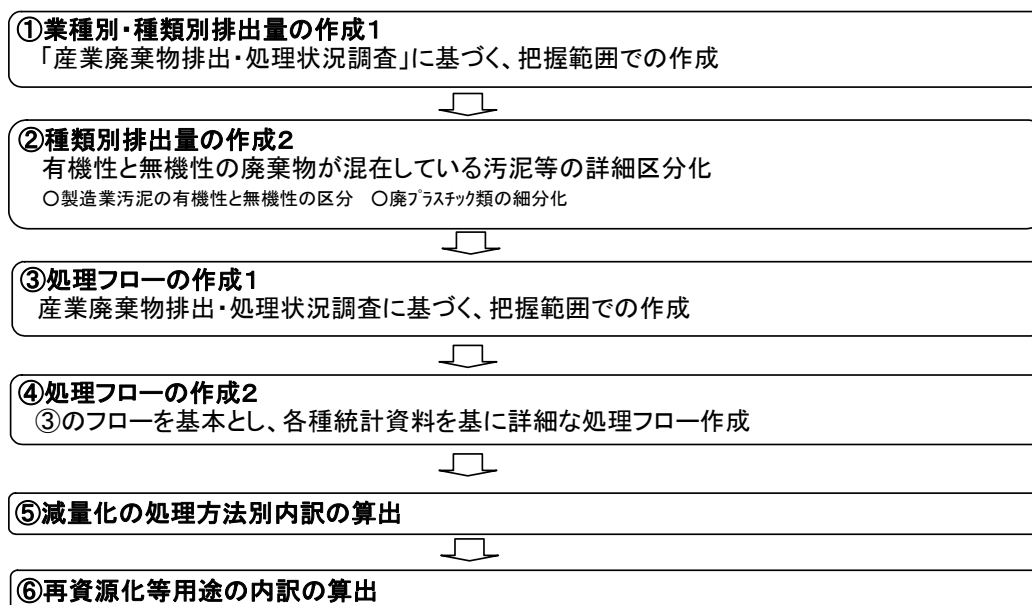 ①業種別・種類別排出量の作成1
「産業廃棄物排出・処理状況調査」に基づく、把握範囲での作成
②種類別排出量の作成2
有機性と無機性の廃棄物が混在している汚泥等の詳細区分化
○製造業汚泥の有機性と無機性の区分　○廃ﾌﾟﾗｽﾁｯｸ類の細分化
③処理フローの作成1
産業廃棄物排出・処理状況調査に基づく、把握範囲での作成
④処理フローの作成2
③のフローを基本とし、各種統計資料を基に詳細な処理フロー作成
⑤減量化の処理方法別内訳の算出
⑥再資源化等用途の内訳の算出